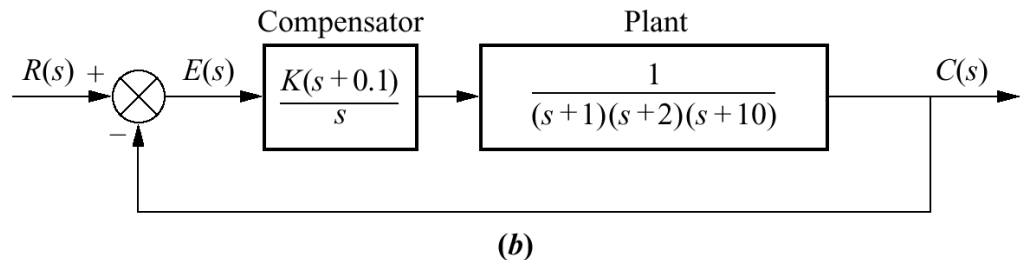 Compensator Plant
R(s) + E(s) K(s+0.1) 1 C(s)
s (s+1)(s+2)(s+10)
−
(b)